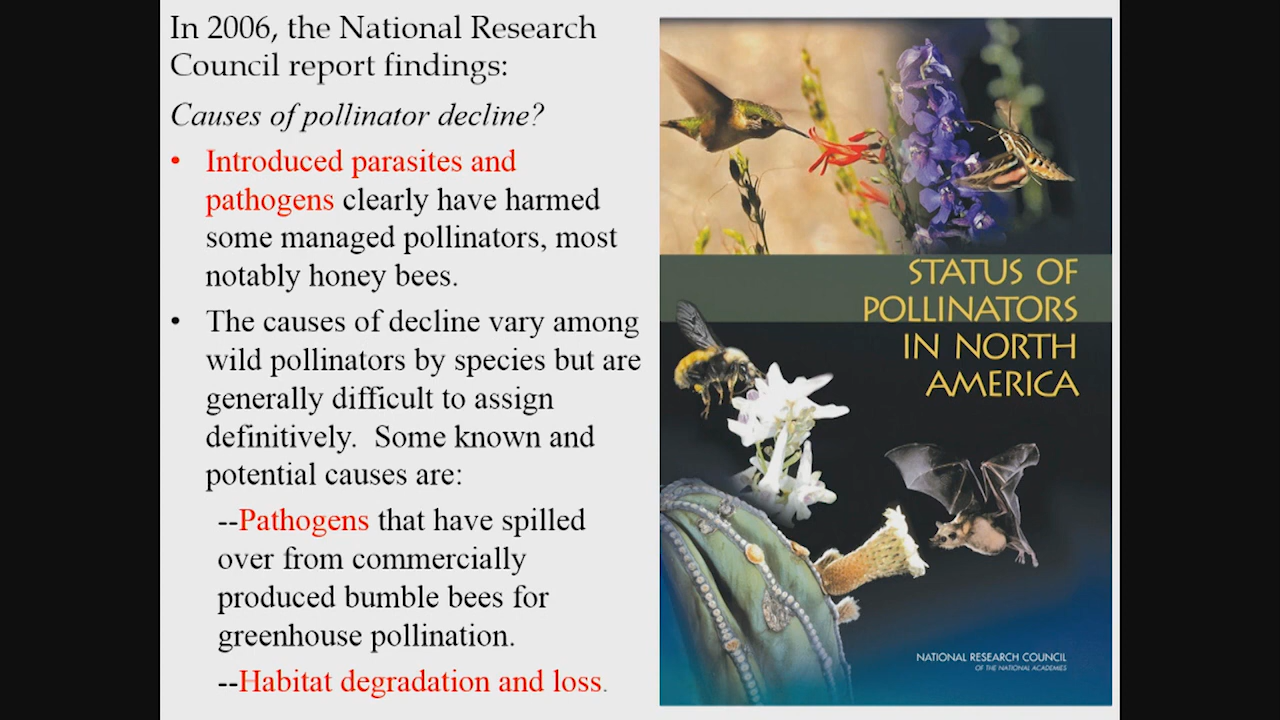 In 2006, the National Research
Council report findings:
Causes of pollinator decline?
• Introduced parasites and
pathogens clearly have harmed
some managed pollinators, most
notably honey bees.
• The causes of decline vary among
wild pollinators by species but are
generally difficult to assign
definitively. Some known and
potential causes are:
--Pathogens that have spilled
over from commercially
produced bumble bees for
greenhouse pollination.
--Habitat degradation and loss.
STATUS OF
POLLINATORS
IN NORTH
AMERICA
NATIONAL RESEARCH COUNCIL
OF THE NATIONAL ACADEMIES